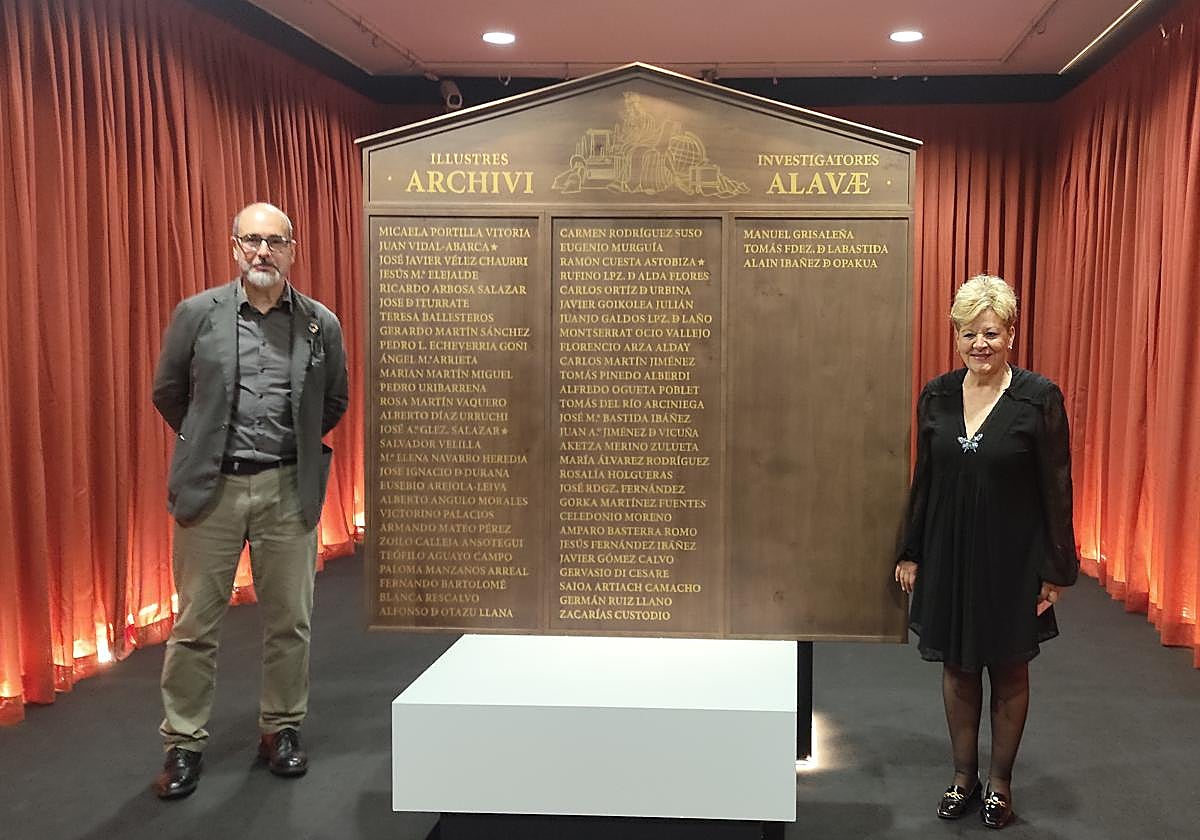 ILLUSTRES
· ARCHIVI
INVESTIGATORES
ALAVÆ ·
MICAELA PORTILLA VITORIA
JUAN VIDAL-ABARCA★
JOSÉ JAVIER VÉLEZ CHAURRI
JESÚS Mª ELEJALDE
RICARDO ARBOSA SALAZAR
JOSE Đ ITURRATE
TERESA BALLESTEROS
GERARDO MARTÍN SÁNCHEZ
PEDRO L. ECHEVERRIA GOÑI
ÁNGEL Mª ARRIETA
MARIAN MARTÍN MIGUEL
PEDRO URIBARRENA
ROSA MARTÍN VAQUERO
ALBERTO DÍAZ URRUCHI
JOSÉ A.ª GLEZ. SALAZAR★
SALVADOR VELILLA
Mª ELENA NAVARRO HEREDIA
JOSE IGNACIO Đ DURANA
EUSEBIO AREJOLA-LEIVA
ALBERTO ANGULO MORALES
VICTORINO PALACIOS
ARMANDO MATEO PÉREZ
ZOILO CALLEJA ANSOTEGUI
TEÓFILO AGUAYO CAMPO
PALOMA MANZANOS ARREAL
FERNANDO BARTOLOMÉ
BLANCA RESCALVO
ALFONSO Đ OTAZU LLANA
CARMEN RODRÍGUEZ SUSO
EUGENIO MURGUÍA
RAMÓN CUESTA ASTOBIZA★
RUFINO LPZ. Đ ALDA FLORES
CARLOS ORTÍZ Đ URBINA
JAVIER GOIKOLEA JULIÁN
JUANJO GALDOS LPZ. Đ LAÑO
MONTSERRAT OCIO VALLEJO
FLORENCIO ARZA ALDAY
CARLOS MARTÍN JIMÉNEZ
TOMÁS PINEDO ALBERDI
ALFREDO OGUETA POBLET
TOMÁS DEL RÍO ARCINIEGA
JOSÉ Mª BASTIDA IBÁÑEZ
JUAN A.ª JIMÉNEZ Đ VICUÑA
AKETZA MERINO ZULUETA
MARÍA ÁLVAREZ RODRÍGUEZ
ROSALÍA HOLGUERAS
JOSÉ RDGZ. FERNÁNDEZ
GORKA MARTÍNEZ FUENTES
CELEDONIO MORENO
AMPARO BASTERRA ROMO
JESÚS FERNÁNDEZ IBÁÑEZ
JAVIER GÓMEZ CALVO
GERVASIO DI CESARE
SAIOA ARTIACH CAMACHO
GERMÁN RUIZ LLANO
ZACARÍAS CUSTODIO
MANUEL GRISALEÑA
TOMÁS FDEZ. Đ LABASTIDA
ALAIN IBAÑEZ Đ OPAKUA